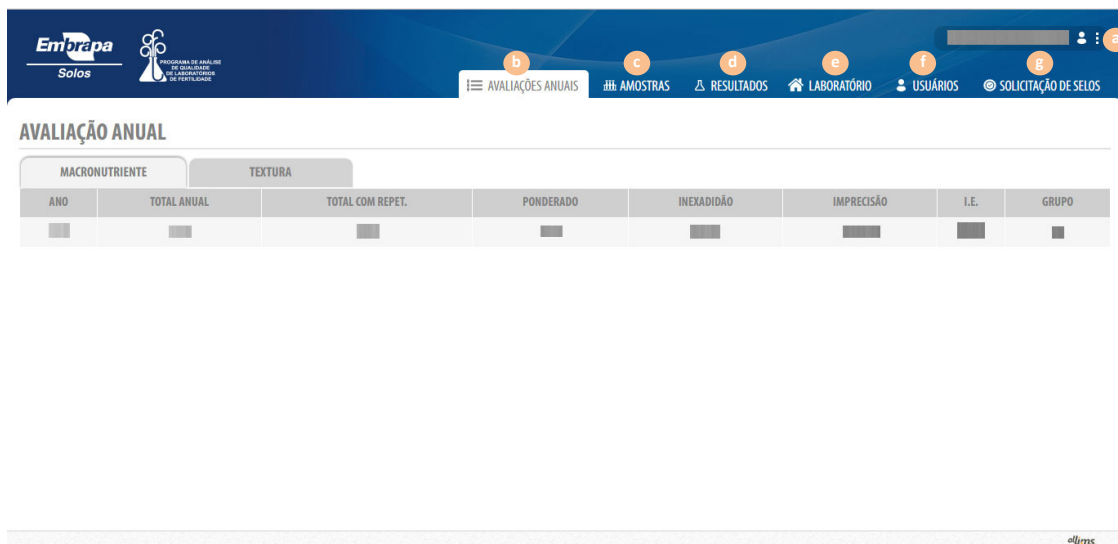 Embrapa
Solos
PROGRAMA DE ANÁLISE
DE QUALIDADE
DE LABORATÓRIOS
DE FERTILIDADE
a
b c d e f g
AVALIAÇÕES ANUAIS AMOSTRAS RESULTADOS LABORATÓRIO USUÁRIOS SOLICITAÇÃO DE SELOS
AVALIAÇÃO ANUAL
MACRONUTRIENTE TEXTURA
ANO TOTAL ANUAL TOTAL COM REPET. PONDERADO INEXADIDÃO IMPRECISÃO I.E. GRUPO
ollims